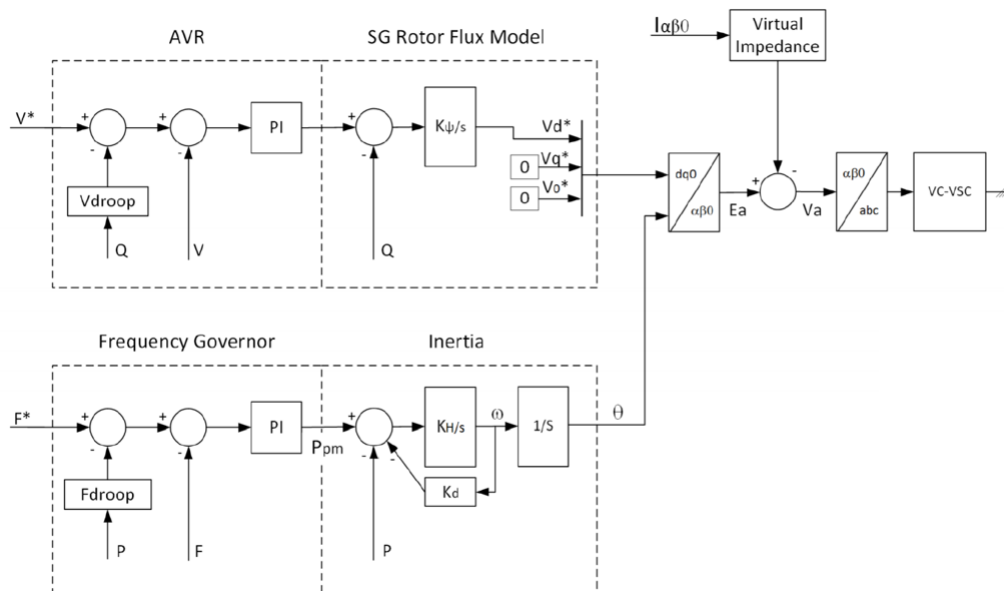 AVR
SG Rotor Flux Model
Iαβ0
Virtual
Impedance
V*
+
-
+
-
PI
+
-
Kψ/s
Vd*
0
Vq*
0
V0*
Vdroop
Q
V
Q
dq0
αβ0
+
-
Ea
Va
αβ0
abc
VC-VSC
Frequency Governor
Inertia
F*
+
-
+
-
PI
Ppm
+
-
-
KH/s
ω
1/S
θ
Kd
Fdroop
P
F
P